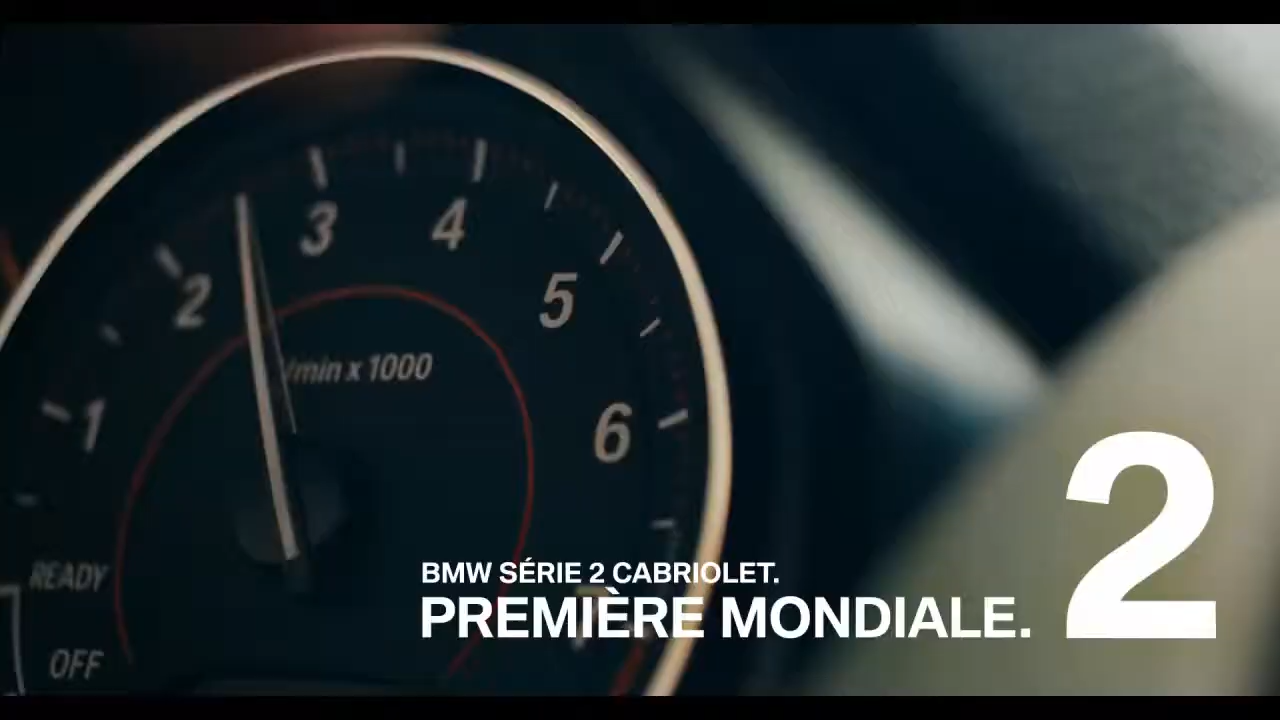 3
4
2
5
/min x 1000
1
6
READY
OFF
BMW SÉRIE 2 CABRIOLET.
PREMIÈRE MONDIALE.
2